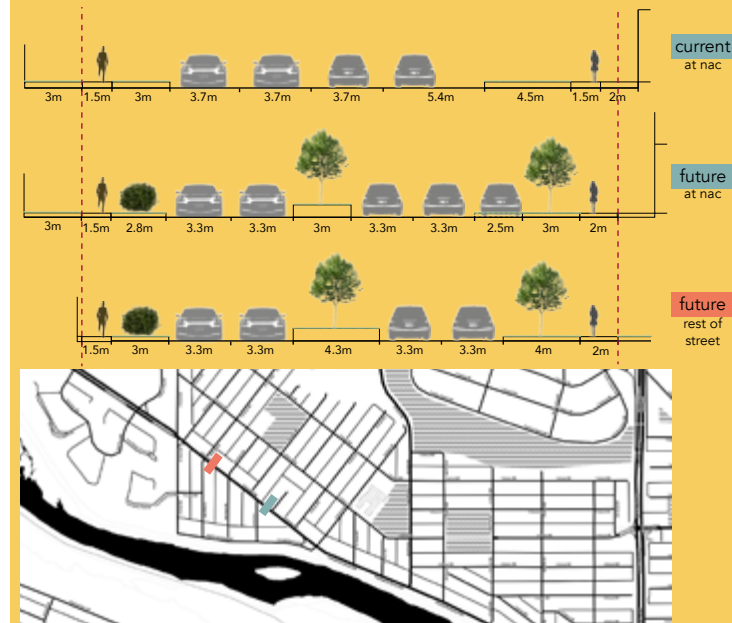 current
at nac
3m 1.5m 3m 3.7m 3.7m 3.7m 5.4m 4.5m 1.5m 2m
future
at nac
3m 1.5m 2.8m 3.3m 3.3m 3m 3.3m 3.3m 2.5m 3m 2m
future
rest of
street
1.5m 3m 3.3m 3.3m 4.3m 3.3m 3.3m 4m 2m